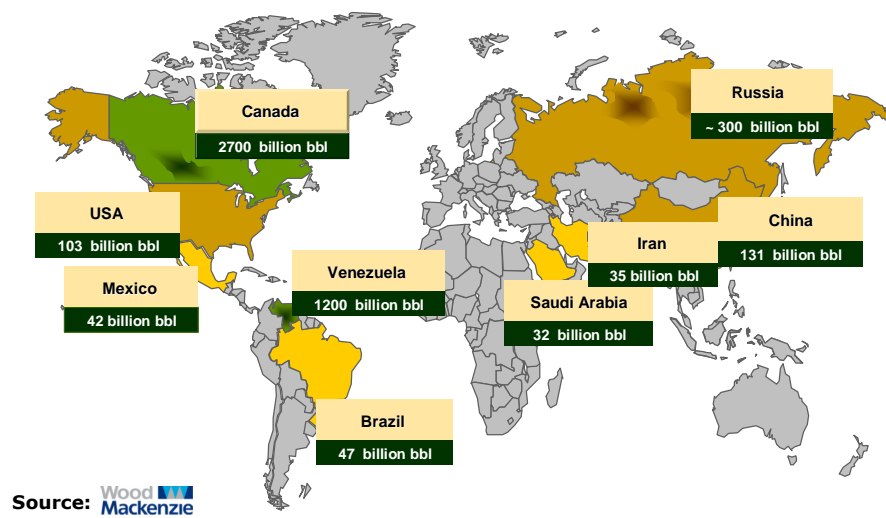 Canada
2700 billion bbl
Russia
~ 300 billion bbl
USA
103 billion bbl
China
131 billion bbl
Iran
35 billion bbl
Venezuela
1200 billion bbl
Mexico
42 billion bbl
Saudi Arabia
32 billion bbl
Brazil
47 billion bbl
Source: Wood
Mackenzie